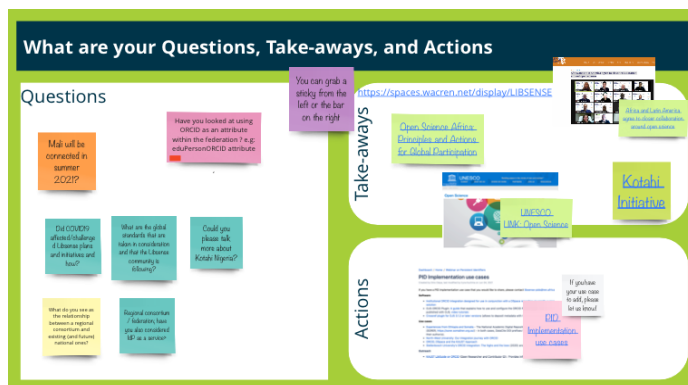 What are your Questions, Take-aways, and Actions
Questions
You can grab a
sticky from the
left or the bar
on the right
Mali will be
connected in
summer
2021?
Have you looked at using
ORCID as an attribute
within the federation ? e.g:
eduPersonORCID attribute
Did COVID19
affected/challenge
d Libsense plans
and initiatives and
how?
What are the global
standards that are
taken in consideration
and that the Libsense
community is
following?
Could you
please talk
more about
Kotahi Nigeria?
What do you see as
the relationship
between a regional
consortium and
existing (and future)
national ones?
Regional consortium
/ federation, have
you also considered
IdP as a service?
Take-aways
https://spaces.wacren.net/display/LIBSENSE
Open Science Africa:
Principles and Actions
for Global Participation
Africa and Latin America
agree to closer collaboration
around open science
UNESCO
UNESCO
LINK: Open Science
Kotahi
Initiative
Actions
PID Implementation use cases
If you have
your use case
to add, please
let us know!
PID
Implementation
use cases